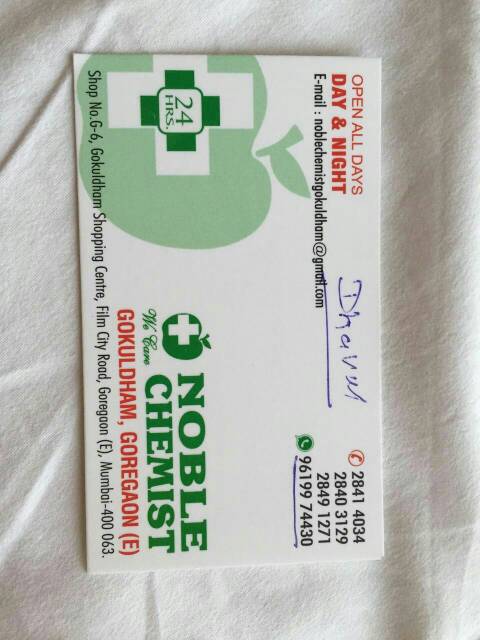 OPEN ALL DAYS
DAY & NIGHT
E-mail : noblechemistgokuldham@gmail.com
24
HRS.
2841 4034
2840 3129
2849 1271
96199 74430
NOBLE
CHEMIST
We Care
GOKULDHAM, GOREGAON (E)
Shop No.G-6, Gokuldham Shopping Centre, Film City Road, Goregaon (E), Mumbai-400 063.